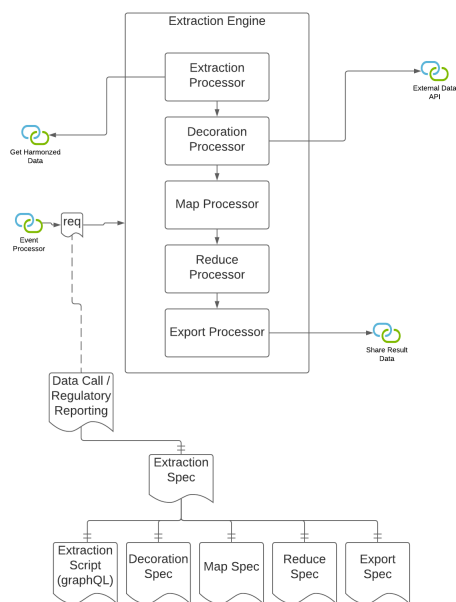 Extraction Engine
Extraction
Processor
External Data
API
Decoration
Processor
Get Harmonzed
Data
Map Processor
req
Event
Processor
Reduce
Processor
Export Processor
Share Result
Data
Data Call /
Regulatory
Reporting
Extraction
Spec
Extraction
Script
(graphQL)
Decoration
Spec
Map Spec
Reduce
Spec
Export
Spec